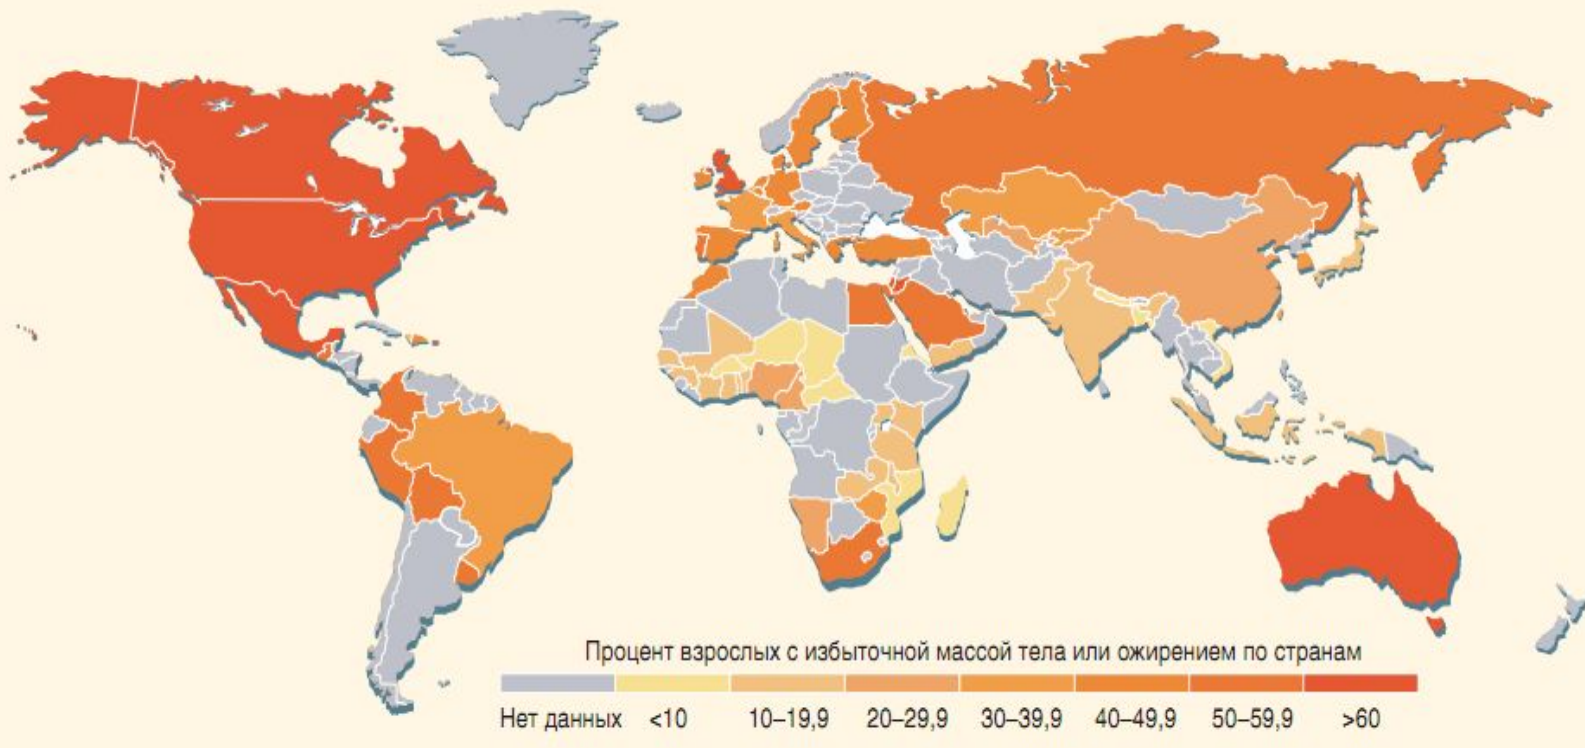 Процент взрослых с избыточной массой тела или ожирением по странам
Нет данных <10 10–19,9 20–29,9 30–39,9 40–49,9 50–59,9 >60